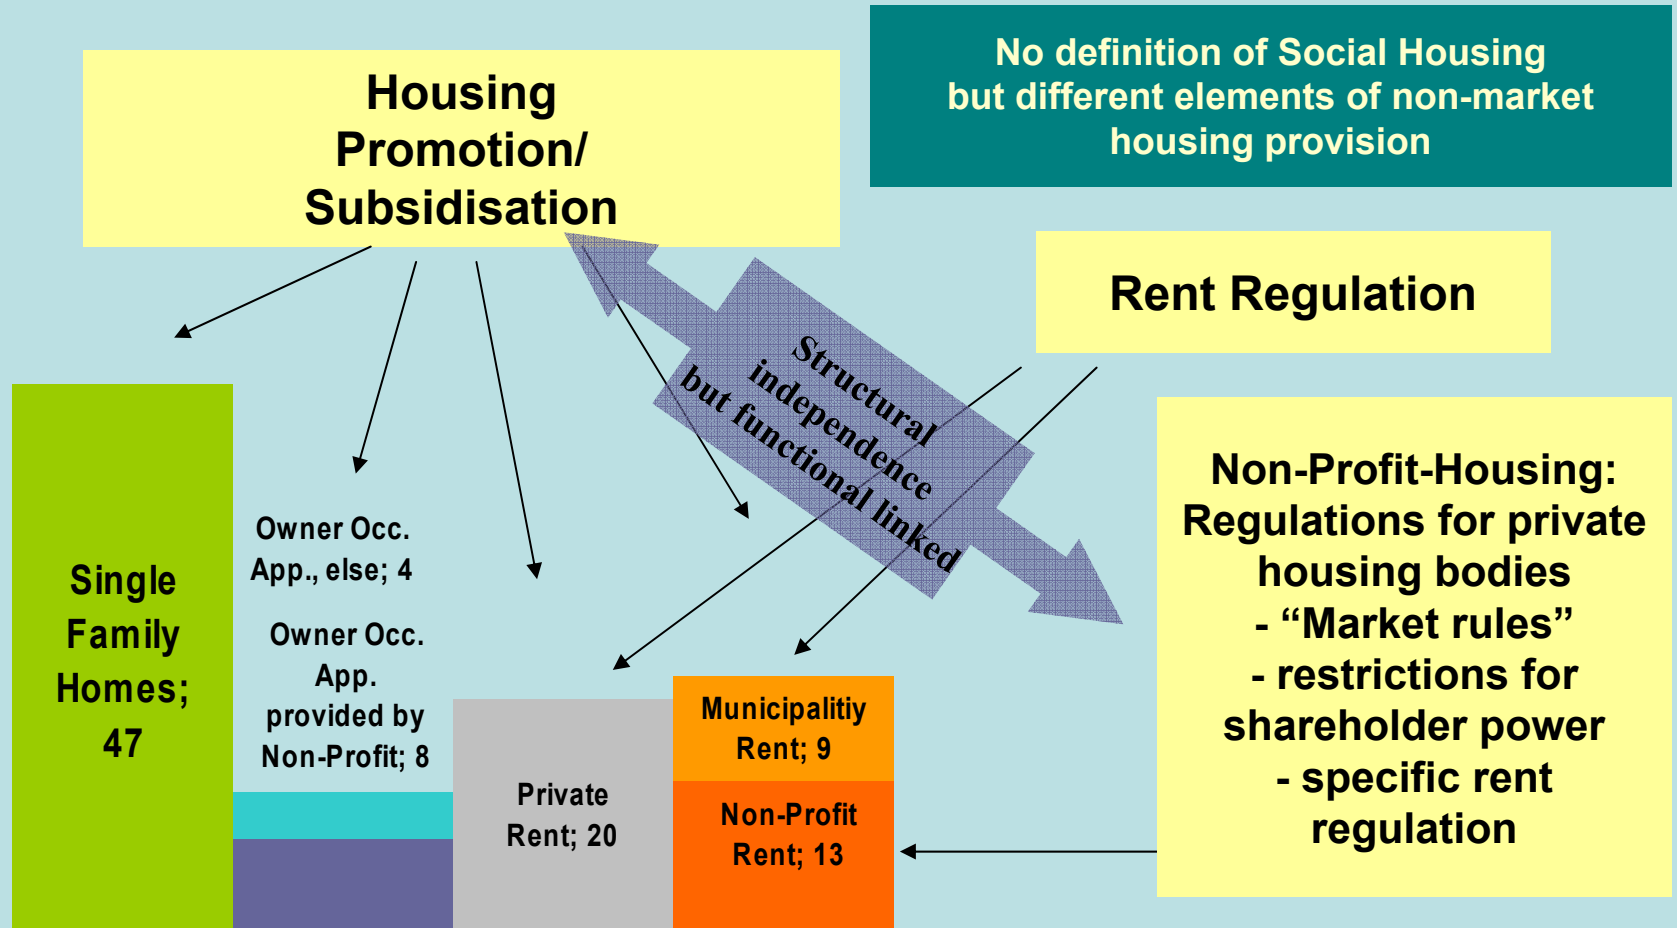 Housing
Promotion/
Subsidisation
No definition of Social Housing
but different elements of non-market
housing provision
Rent Regulation
Structural
independence
but functional linked
Non-Profit-Housing:
Regulations for private
housing bodies
- “Market rules”
- restrictions for
shareholder power
- specific rent
regulation
Single
Family
Homes;
47
Owner Occ.
App., else; 4
Owner Occ.
App.
provided by
Non-Profit; 8
Private
Rent; 20
Municipalitiy
Rent; 9
Non-Profit
Rent; 13